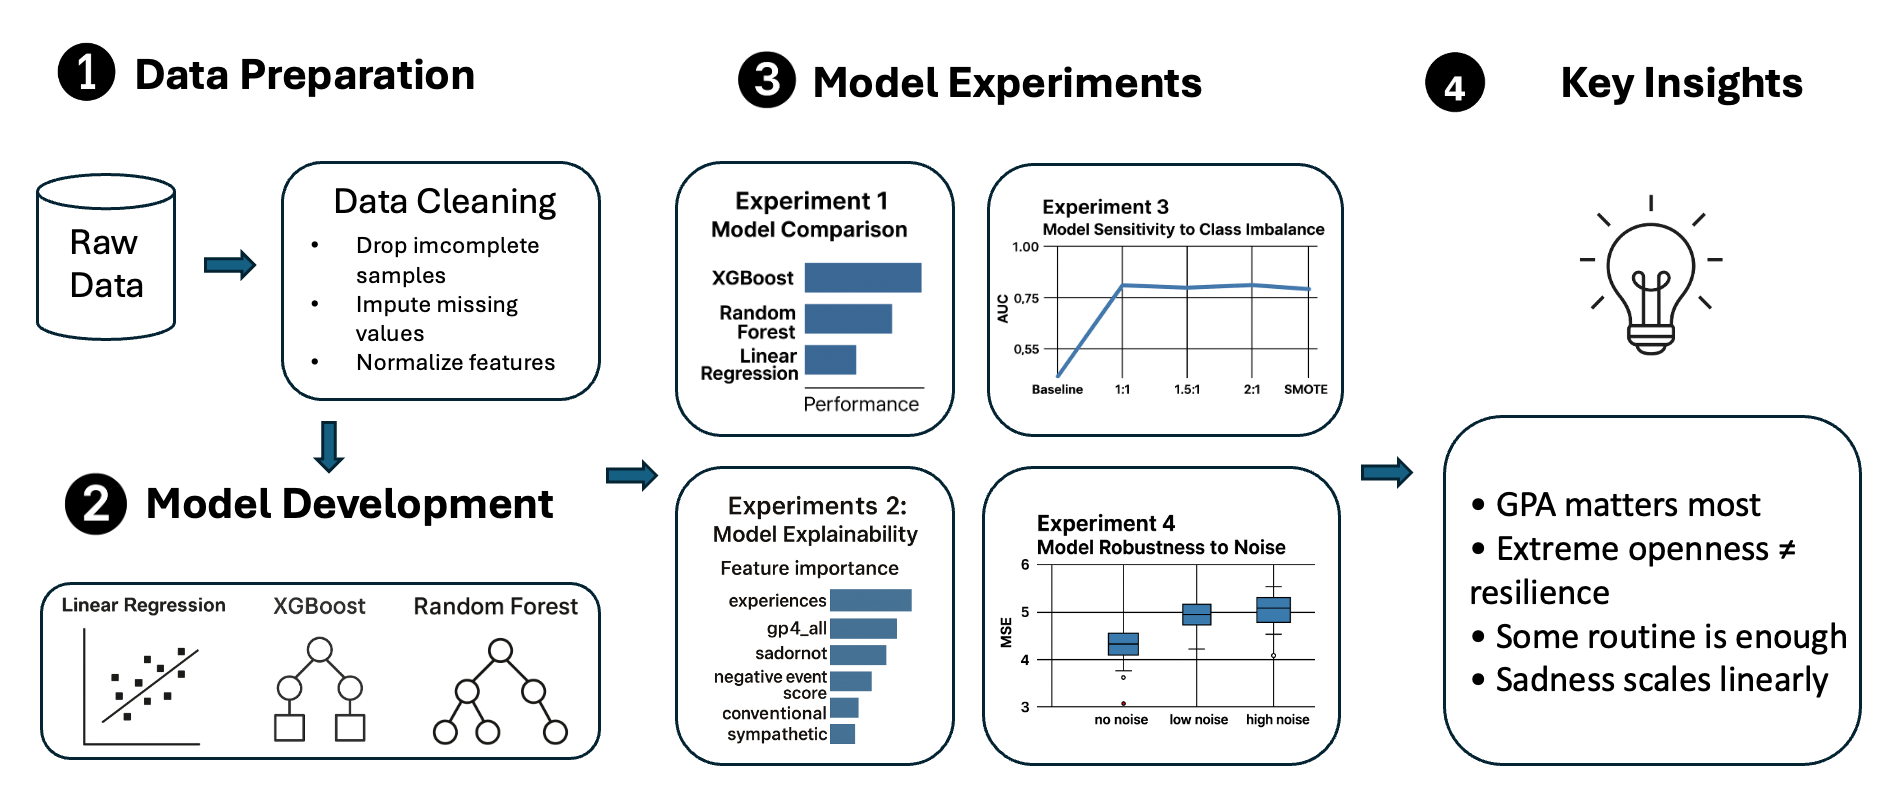 1 Data Preparation
Raw
Data
Data Cleaning
• Drop imcomplete
samples
• Impute missing
values
• Normalize features
2 Model Development
Linear Regression
XGBoost
Random Forest
3 Model Experiments
Experiment 1
Model Comparison
XGBoost
Random
Forest
Linear
Regression
Performance
Experiments 2:
Model Explainability
Feature importance
experiences
gp4_all
sadornot
negative event
score
conventional
sympathetic
Experiment 3
Model Sensitivity to Class Imbalance
AUC
1.00
0,75
0,55
Baseline 1:1 1.5:1 2:1 SMOTE
Experiment 4
Model Robustness to Noise
MSE
6
5
4
3
no noise low noise high noise
4 Key Insights
• GPA matters most
• Extreme openness ≠
resilience
• Some routine is enough
• Sadness scales linearly